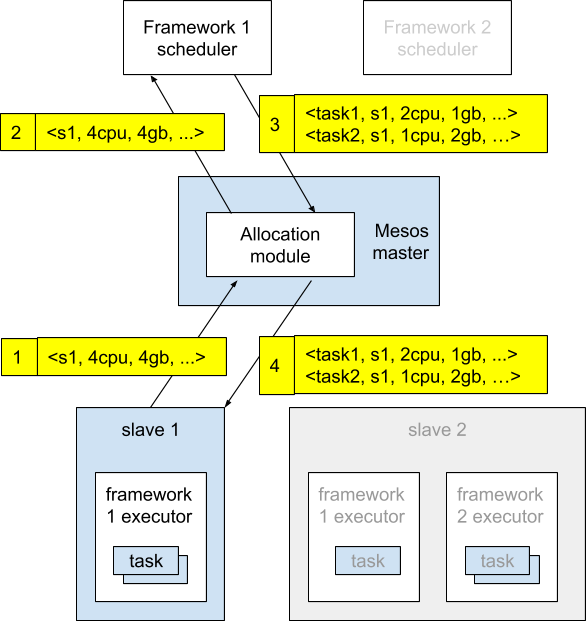 Framework 1
scheduler
Framework 2
scheduler
2
<s1, 4cpu, 4gb, ...>
3
<task1, s1, 2cpu, 1gb, ...>
<task2, s1, 1cpu, 2gb, …>
Allocation
module
Mesos
master
1
<s1, 4cpu, 4gb, ...>
4
<task1, s1, 2cpu, 1gb, ...>
<task2, s1, 1cpu, 2gb, …>
slave 1
framework
1 executor
task
slave 2
framework
1 executor
task
framework
2 executor
task